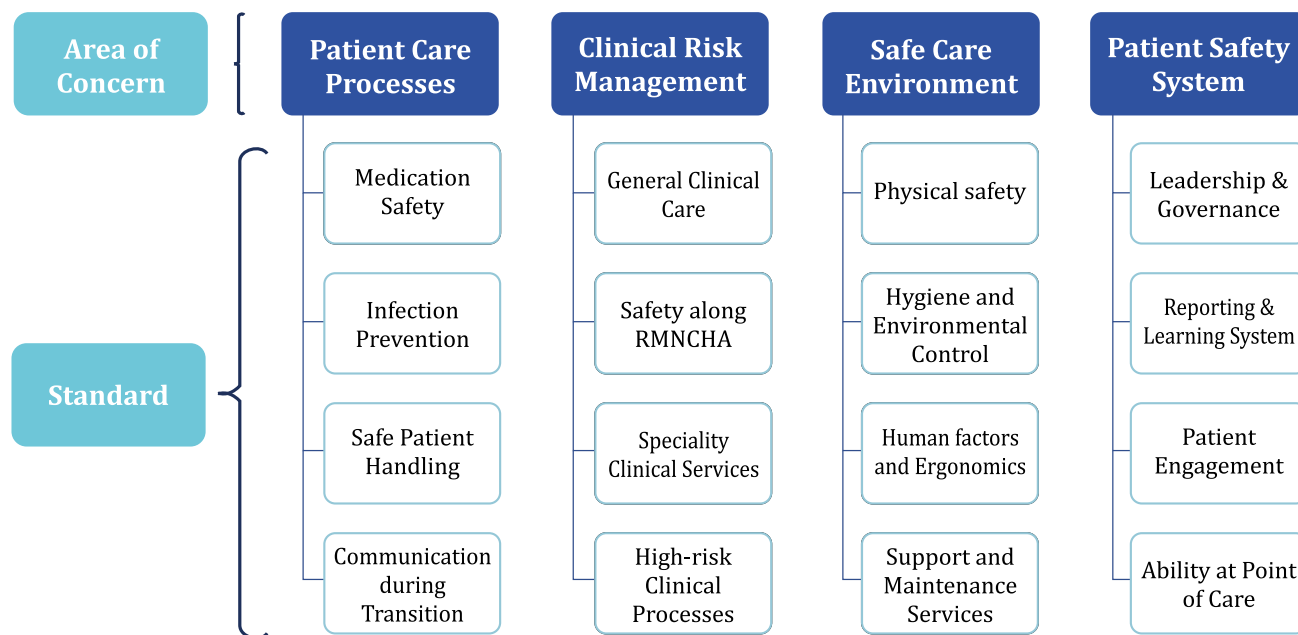 Area of
Concern
Patient Care
Processes
Clinical Risk
Management
Safe Care
Environment
Patient Safety
System
Standard
Medication
Safety
Infection
Prevention
Safe Patient
Handling
Communication
during
Transition
General Clinical
Care
Safety along
RMNCHA
Speciality
Clinical Services
High-risk
Clinical
Processes
Physical safety
Hygiene and
Environmental
Control
Human factors
and Ergonomics
Support and
Maintenance
Services
Leadership &
Governance
Reporting &
Learning System
Patient
Engagement
Ability at Point
of Care